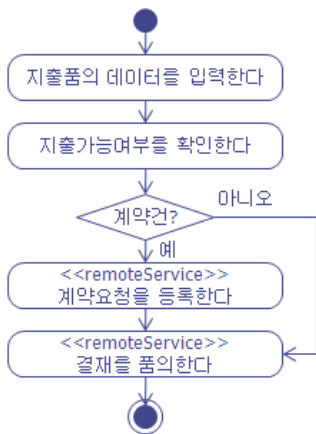 지출품의 데이터를 입력한다
지출가능여부를 확인한다
계약건?
아니오
예
<<remoteService>>
계약요청을 등록한다
<<remoteService>>
결재를 품의한다